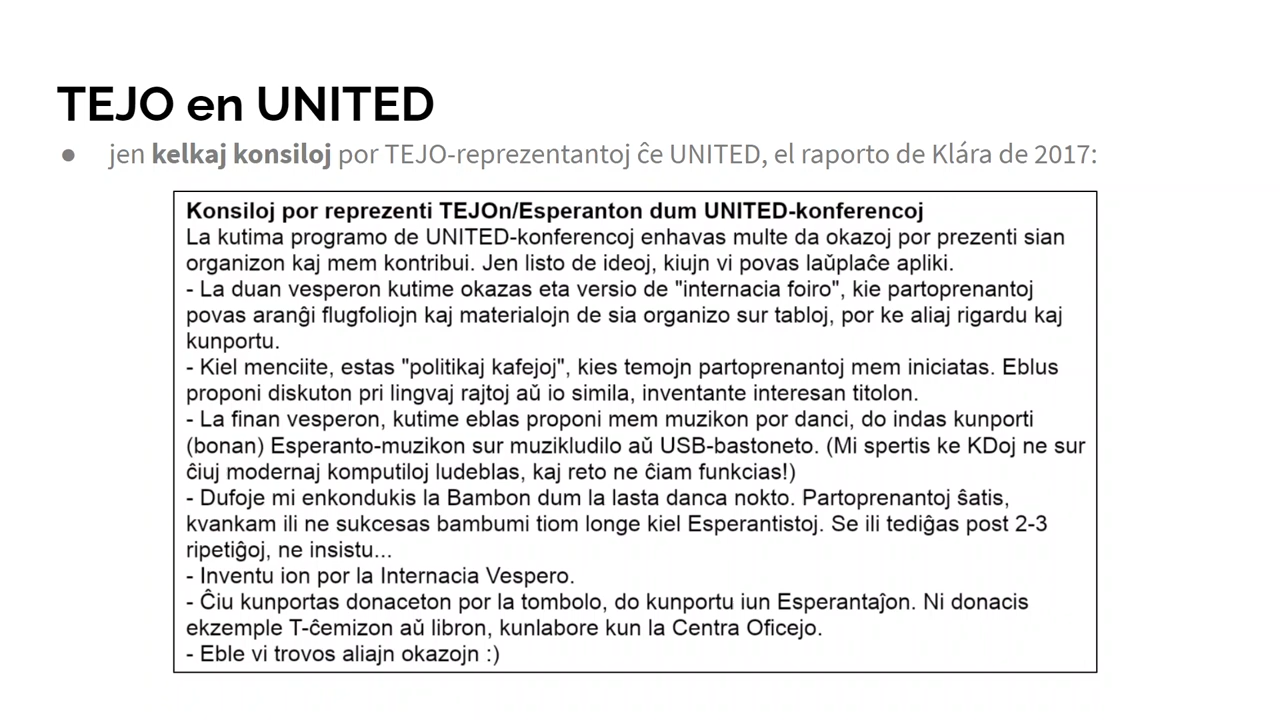 TEJO en UNITED
● jen kelkaj konsiloj por TEJO-reprezentantoj ĉe UNITED, el raporto de Klára de 2017:
Konsiloj por reprezenti TEJOn/Esperanton dum UNITED-konferencoj
La kutima programo de UNITED-konferencoj enhavas multe da okazoj por prezenti sian
organizon kaj mem kontribui. Jen listo de ideoj, kiujn vi povas laŭplaĉe apliki.
- La duan vesperon kutime okazas eta versio de "internacia foiro", kie partoprenantoj
povas aranĝi flugfoliojn kaj materialojn de sia organizo sur tabloj, por ke aliaj rigardu kaj
kunportu.
- Kiel menciite, estas "politikaj kafejoj", kies temojn partoprenantoj mem iniciatas. Eblus
proponi diskuton pri lingvaj rajtoj aŭ io simila, inventante interesan titolon.
- La finan vesperon, kutime eblas proponi mem muzikon por danci, do indas kunporti
(bonan) Esperanto-muzikon sur muzikludilo aŭ USB-bastoneto. (Mi spertis ke KDoj ne sur
ĉiuj modernaj komputiloj ludeblas, kaj reto ne ĉiam funkcias!)
- Dufoje mi enkondukis la Bambon dum la lasta danca nokto. Partoprenantoj ŝatis,
kvankam ili ne sukcesas bambumi tiom longe kiel Esperantistoj. Se ili tediĝas post 2-3
ripetiĝoj, ne insistu...
- Inventu ion por la Internacia Vespero.
- Ĉiu kunportas donaceton por la tombolo, do kunportu iun Esperantaĵon. Ni donacis
ekzemple T-ĉemizon aŭ libron, kunlabore kun la Centra Oficejo.
- Eble vi trovos aliajn okazojn :)